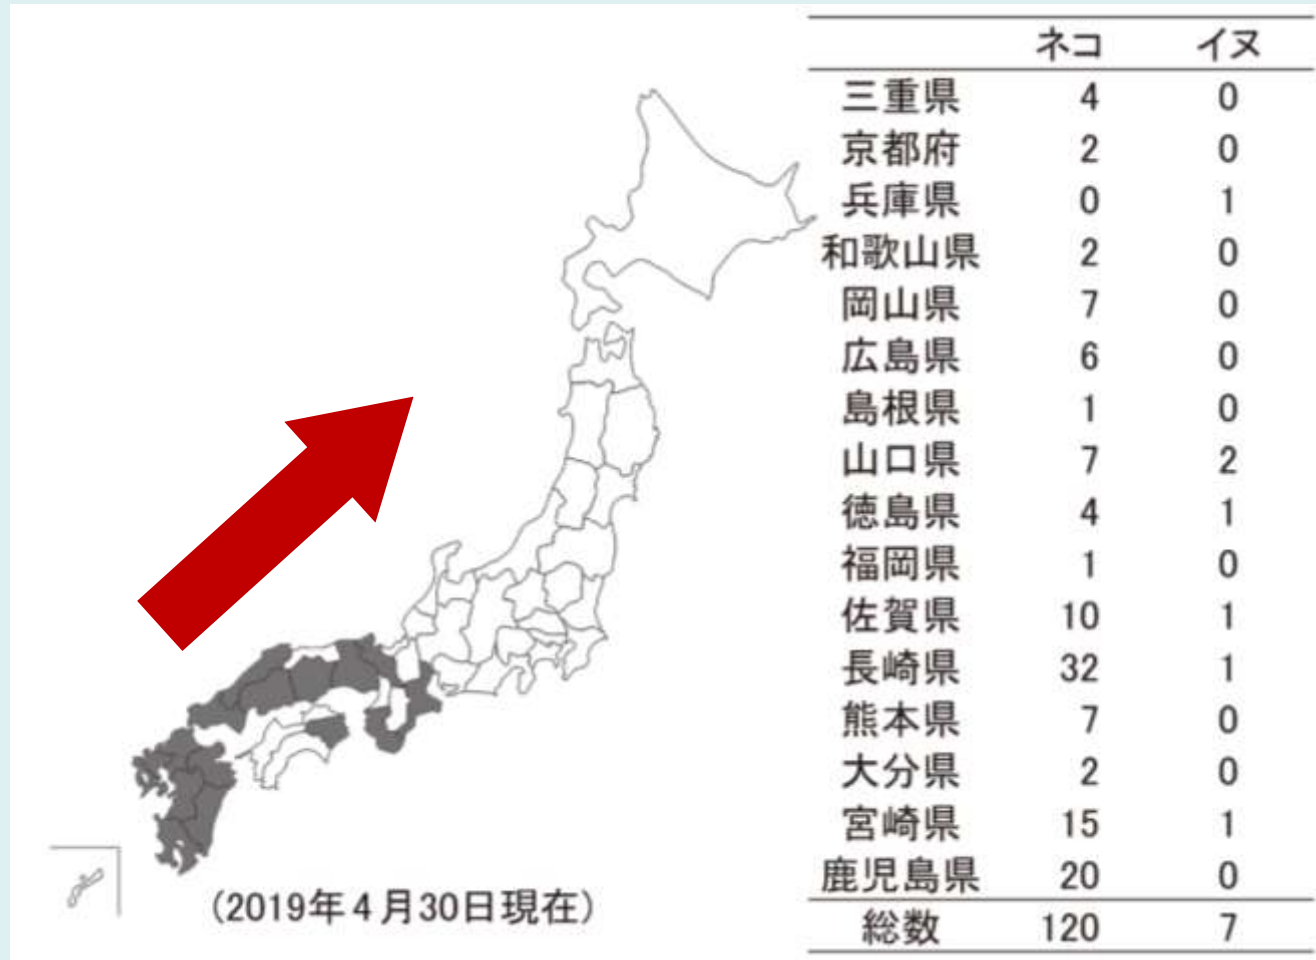 ネコ イヌ
三重県 4 0
京都府 2 0
兵庫県 0 1
和歌山県 2 0
岡山県 7 0
広島県 6 0
島根県 1 0
山口県 7 2
徳島県 4 1
福岡県 1 0
佐賀県 10 1
長崎県 32 1
熊本県 7 0
大分県 2 0
宮崎県 15 1
鹿児島県 20 0
総数 120 7
(2019年4月30日現在)